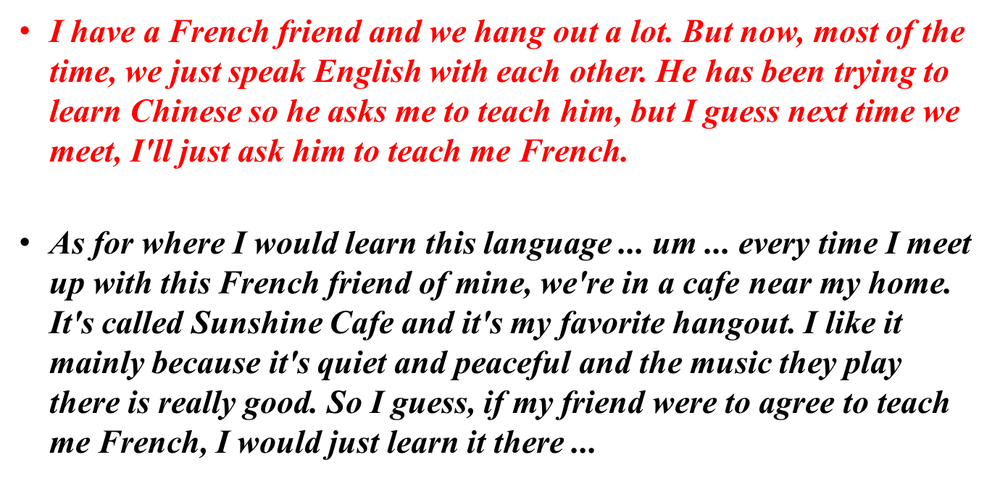 • I have a French friend and we hang out a lot. But now, most of the
time, we just speak English with each other. He has been trying to
learn Chinese so he asks me to teach him, but I guess next time we
meet, I'll just ask him to teach me French.
• As for where I would learn this language ... um ... every time I meet
up with this French friend of mine, we're in a cafe near my home.
It's called Sunshine Cafe and it's my favorite hangout. I like it
mainly because it's quiet and peaceful and the music they play
there is really good. So I guess, if my friend were to agree to teach
me French, I would just learn it there ...